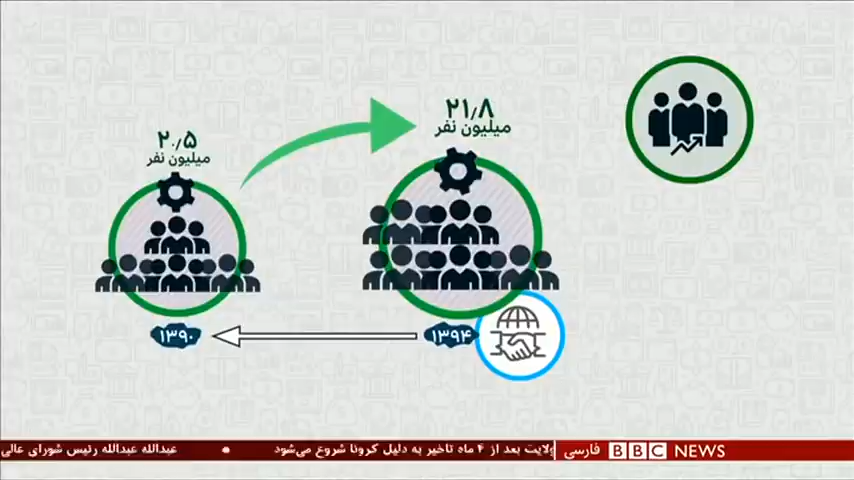 ۲۱/۸
میلیون نفر
۲۰/۵
میلیون نفر
۱۳۹۴
۱۳۹۰
BBC NEWS فارسی
ولایت بعد از ۴ ماه تاخیر به دلیل کرونا شروع می‌شود • عبدالله عبدالله رئیس شورای عالی